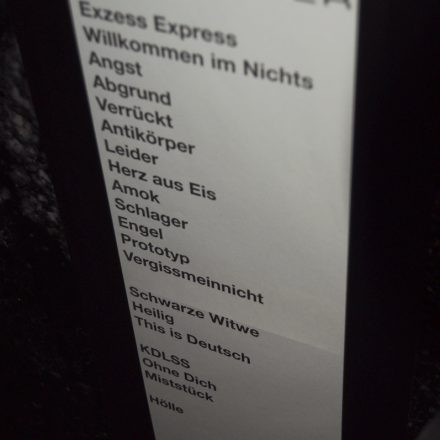 Exzess Express
Willkommen im Nichts
Angst
Abgrund
Verrückt
Antikörper
Leider
Herz aus Eis
Amok
Schlager
Engel
Prototyp
Vergissmeinnicht
Schwarze Witwe
Heilig
This is Deutsch
KDLSS
Ohne Dich
Miststück
Hölle